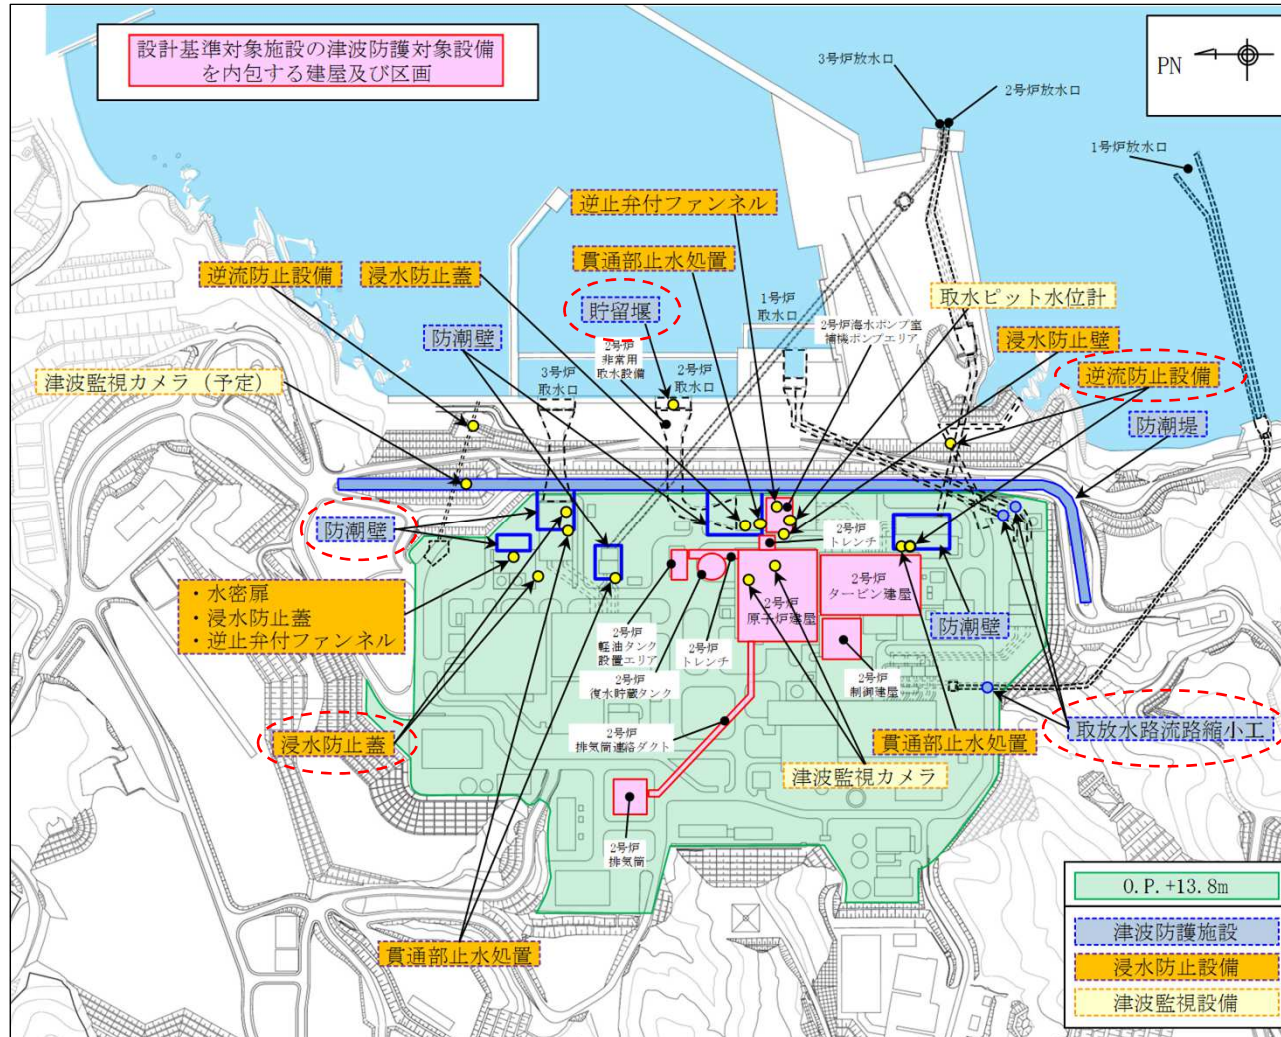 設計基準対象施設の津波防護対象設備
を内包する建屋及び区画
PN
3号炉放水口
2号炉放水口
1号炉放水口
逆止弁付ファンネル
貫通部止水処置
逆流防止設備
浸水防止蓋
貯留堰
防潮壁
1号炉
取水口
2号炉海水ポンプ室
補機ポンプエリア
取水ピット水位計
浸水防止壁
逆流防止設備
防潮堤
津波監視カメラ（予定）
3号炉
取水口
2号炉
非常用
取水設備
2号炉
取水口
防潮壁
・水密扉
・浸水防止蓋
・逆止弁付ファンネル
2号炉
トレンチ
2号炉
原子炉建屋
2号炉
タービン建屋
防潮壁
2号炉
軽油タンク
設置エリア
2号炉
トレンチ
2号炉
復水貯蔵タンク
2号炉
制御建屋
浸水防止蓋
2号炉
排気筒連絡ダクト
貫通部止水処置
取放水路流路縮小工
津波監視カメラ
2号炉
排気筒
貫通部止水処置
O.P.+13.8m
津波防護施設
浸水防止設備
津波監視設備